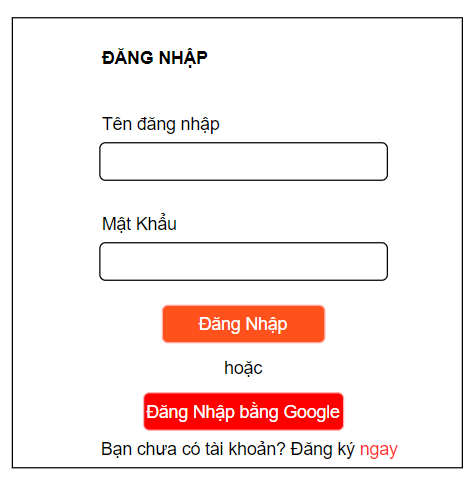 ĐĂNG NHẬP
Tên đăng nhập
Mật Khẩu
Đăng Nhập
hoặc
Đăng Nhập bằng Google
Bạn chưa có tài khoản? Đăng ký ngay